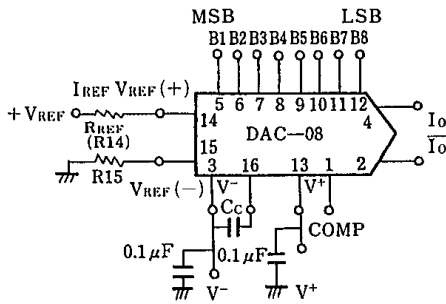 MSB LSB
B1 B2 B3 B4 B5 B6 B7 B8
5 6 7 8 9 10 11 12
IREF VREF(+)
+VREF
RREF
(R14)
14
DAC—08
4
Io
15
2
Io
R15
VREF(−)
3 16 13 1
V− V+
Cc
COMP
0.1μF
0.1μF
V− V+